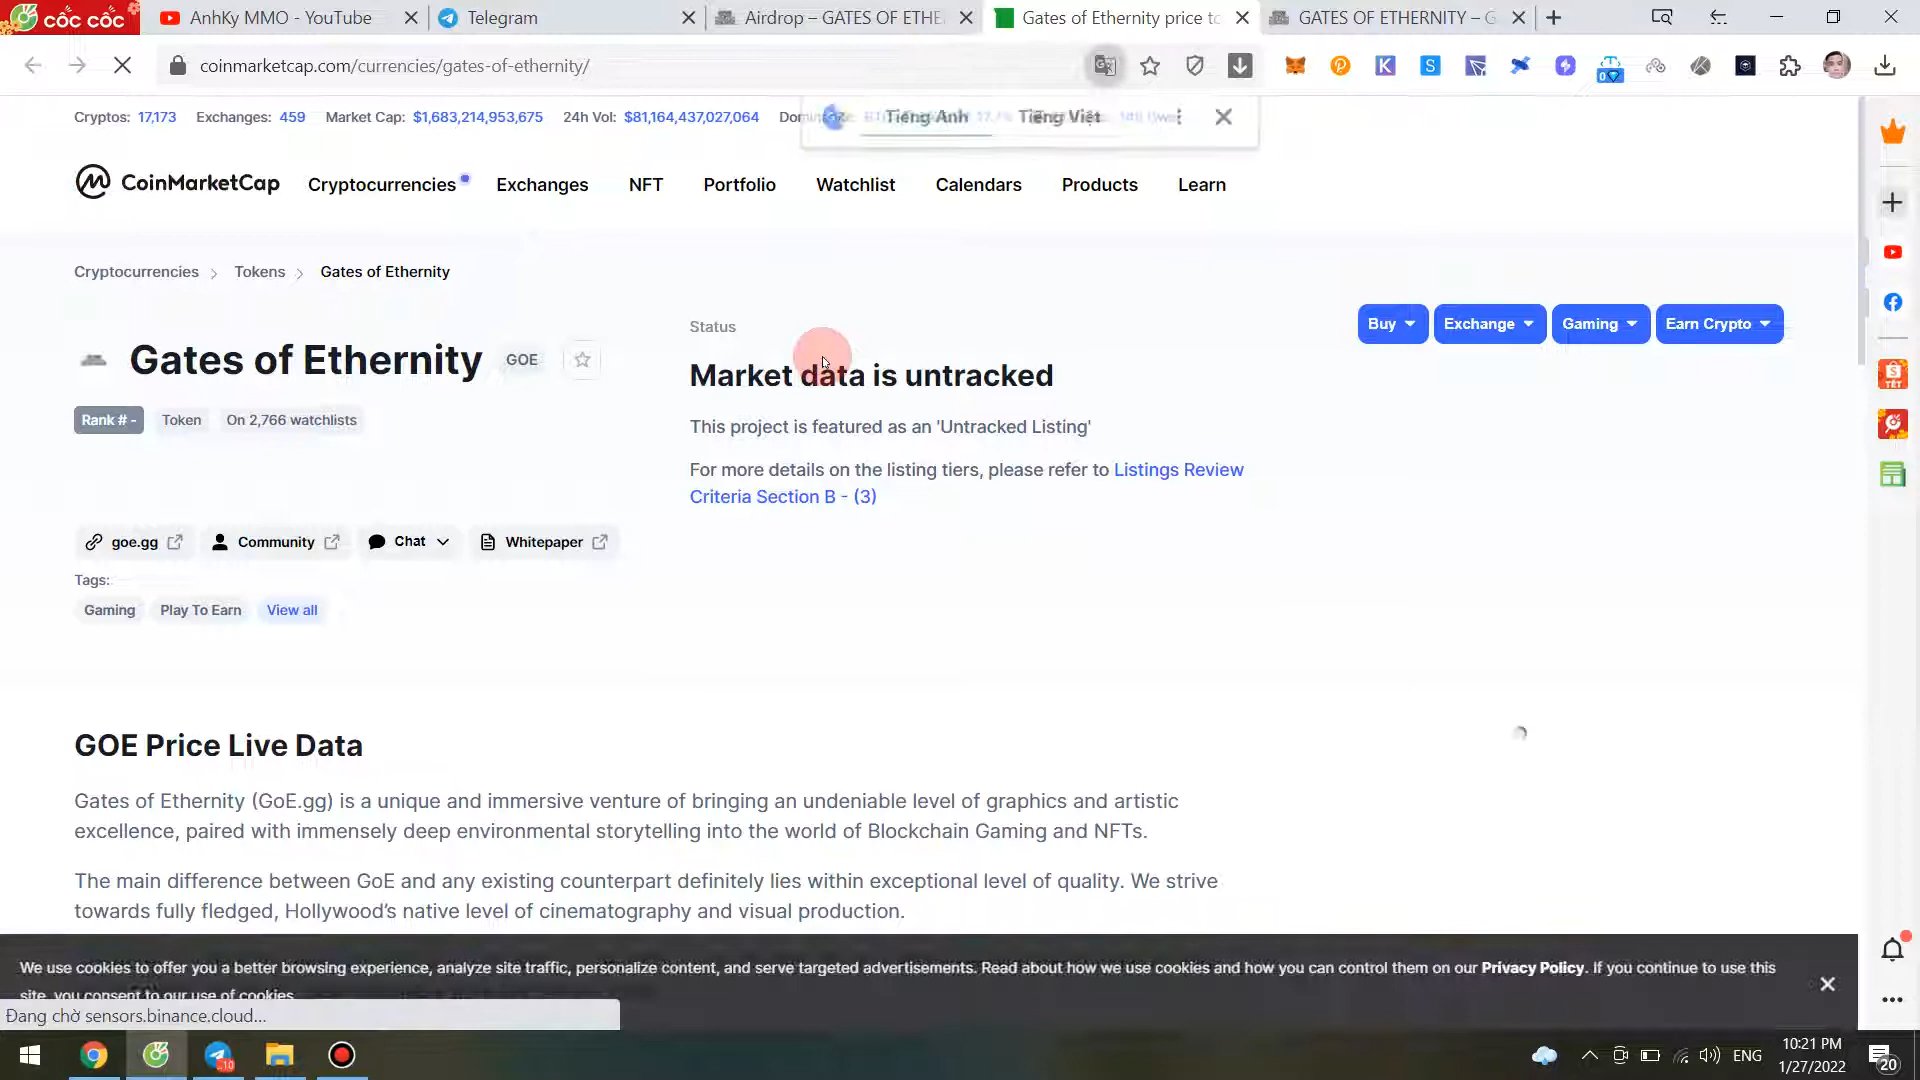 cốc cốc
AnhKy MMO - YouTube
Telegram
Airdrop – GATES OF ETHE
Gates of Ethernity price to
GATES OF ETHERNITY – G
coinmarketcap.com/currencies/gates-of-ethernity/
Cryptos: 17,173 Exchanges: 459 Market Cap: $1,683,214,953,675 24h Vol: $81,164,437,027,064
Tiếng Anh Tiếng Việt
CoinMarketCap Cryptocurrencies Exchanges NFT Portfolio Watchlist Calendars Products Learn
Cryptocurrencies Tokens Gates of Ethernity
Gates of Ethernity GOE
Rank # - Token On 2,766 watchlists
Status
Market data is untracked
This project is featured as an 'Untracked Listing'
For more details on the listing tiers, please refer to Listings Review
Criteria Section B - (3)
Buy Exchange Gaming Earn Crypto
goe.gg Community Chat Whitepaper
Tags:
Gaming Play To Earn View all
GOE Price Live Data
Gates of Ethernity (GoE.gg) is a unique and immersive venture of bringing an undeniable level of graphics and artistic
excellence, paired with immensely deep environmental storytelling into the world of Blockchain Gaming and NFTs.
The main difference between GoE and any existing counterpart definitely lies within exceptional level of quality. We strive
towards fully fledged, Hollywood's native level of cinematography and visual production.
We use cookies to offer you a better browsing experience, analyze site traffic, personalize content, and serve targeted advertisements. Read about how we use cookies and how you can control them on our Privacy Policy. If you continue to use this
site, you consent to our use of cookies.
Đang chờ sensors.binance.cloud...
ENG
10:21 PM
1/27/2022
20